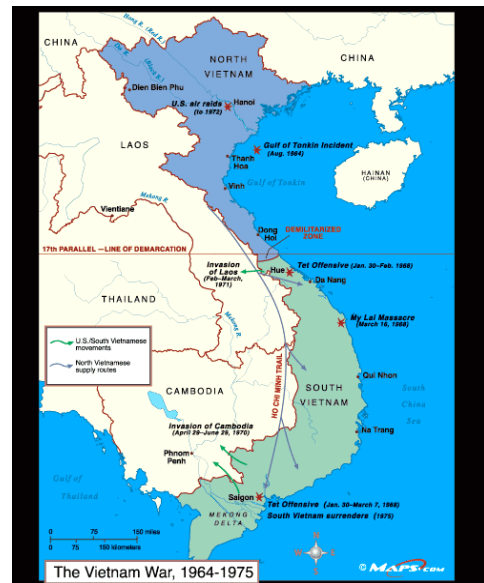 CHINA
Hong R. (Red R.)
Da R.
(Black R.)
NORTH
VIETNAM
CHINA
Dien Bien Phu
U.S. air raids
(to 1972)
Hanoi
Gulf of Tonkin Incident
(Aug. 1964)
LAOS
Thanh
Hoa
HAINAN
(CHINA)
Gulf of Tonkin
Vinh
Mekong R.
Vientiane
Dong
Hoi
DEMILITARIZED
ZONE
17th PARALLEL — LINE OF DEMARCATION
Invasion
of Laos
(Feb–March,
1971)
Hue
Tet Offensive (Jan. 30–Feb. 1968)
Da Nang
THAILAND
My Lai Massacre
(March 16, 1968)
Mekong
R.
U.S./South Vietnamese
movements
North Vietnamese
supply routes
CAMBODIA
HO CHI MINH TRAIL
SOUTH
VIETNAM
Qui Nhon
South
China
Sea
Invasion of Cambodia
(April 29–June 29, 1970)
Na Trang
Phnom
Penh
Gulf of
Thailand
Saigon
Tet Offensive (Jan. 30–March 7, 1968)
South Vietnam surrenders (1975)
MEKONG
DELTA
0 75 150 miles
0 75 150 kilometers
N
W
E
S
The Vietnam War, 1964-1975
© MAPS.com